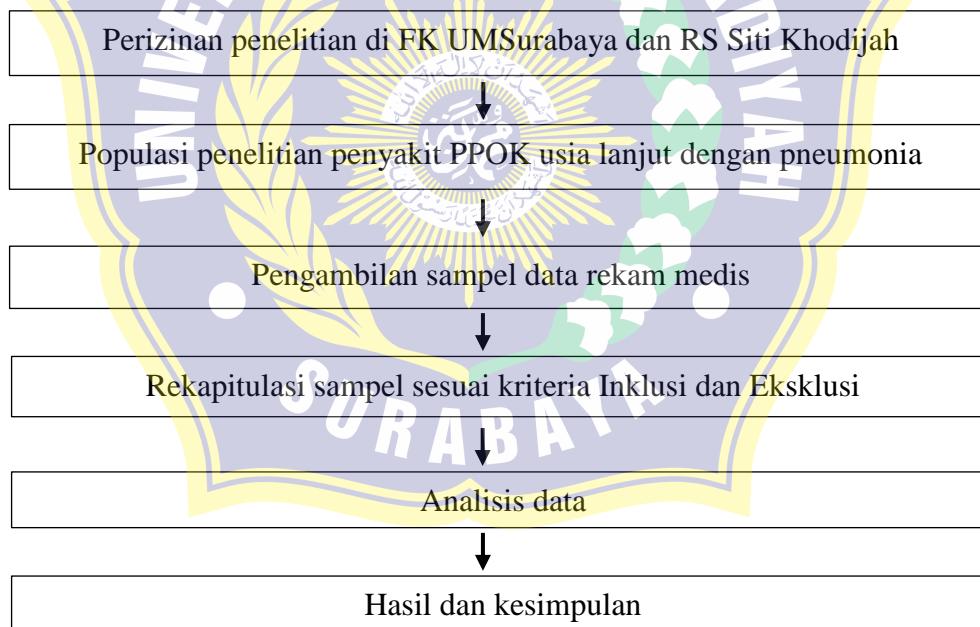 Perizinan penelitian di FK UMSurabaya dan RS Siti Khodijah
Populasi penelitian penyakit PPOK usia lanjut dengan pneumonia
Pengambilan sampel data rekam medis
Rekapitulasi sampel sesuai kriteria Inklusi dan Eksklusi
SURABAYA
Analisis data
Hasil dan kesimpulan